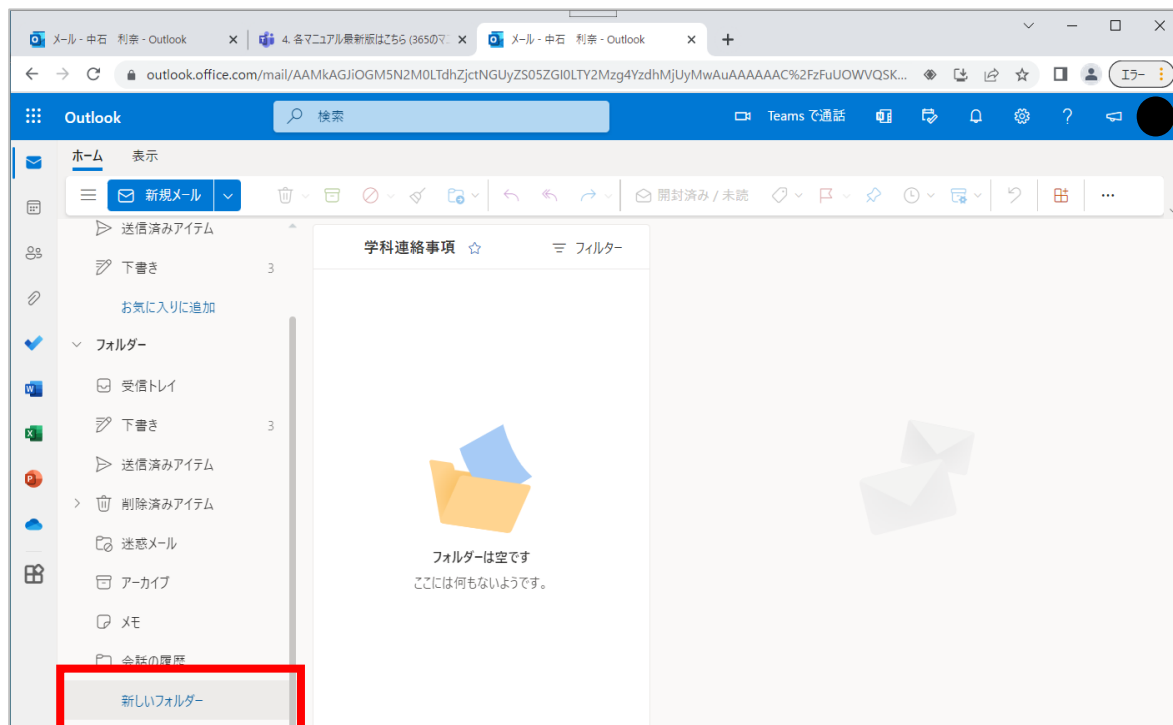 メール - 中石　利奈 - Outlook
4. 各マニュアル最新版はこちら (365のマニ
メール - 中石　利奈 - Outlook
outlook.office.com/mail/AAMkAGJiOGM5N2M0LTdhZjctNGUyZS05ZGI0LTY2Mzg4YzdhMjUyMwAuAAAAAAC%2FzFuUOWVQSK...
エラー
Outlook
検索
Teams で通話
ホーム
表示
新規メール
開封済み / 未読
送信済みアイテム
下書き
3
お気に入りに追加
フォルダー
受信トレイ
下書き
3
送信済みアイテム
削除済みアイテム
迷惑メール
アーカイブ
メモ
会話の履歴
新しいフォルダー
学科連絡事項
フィルター
フォルダーは空です
ここには何もないようです。